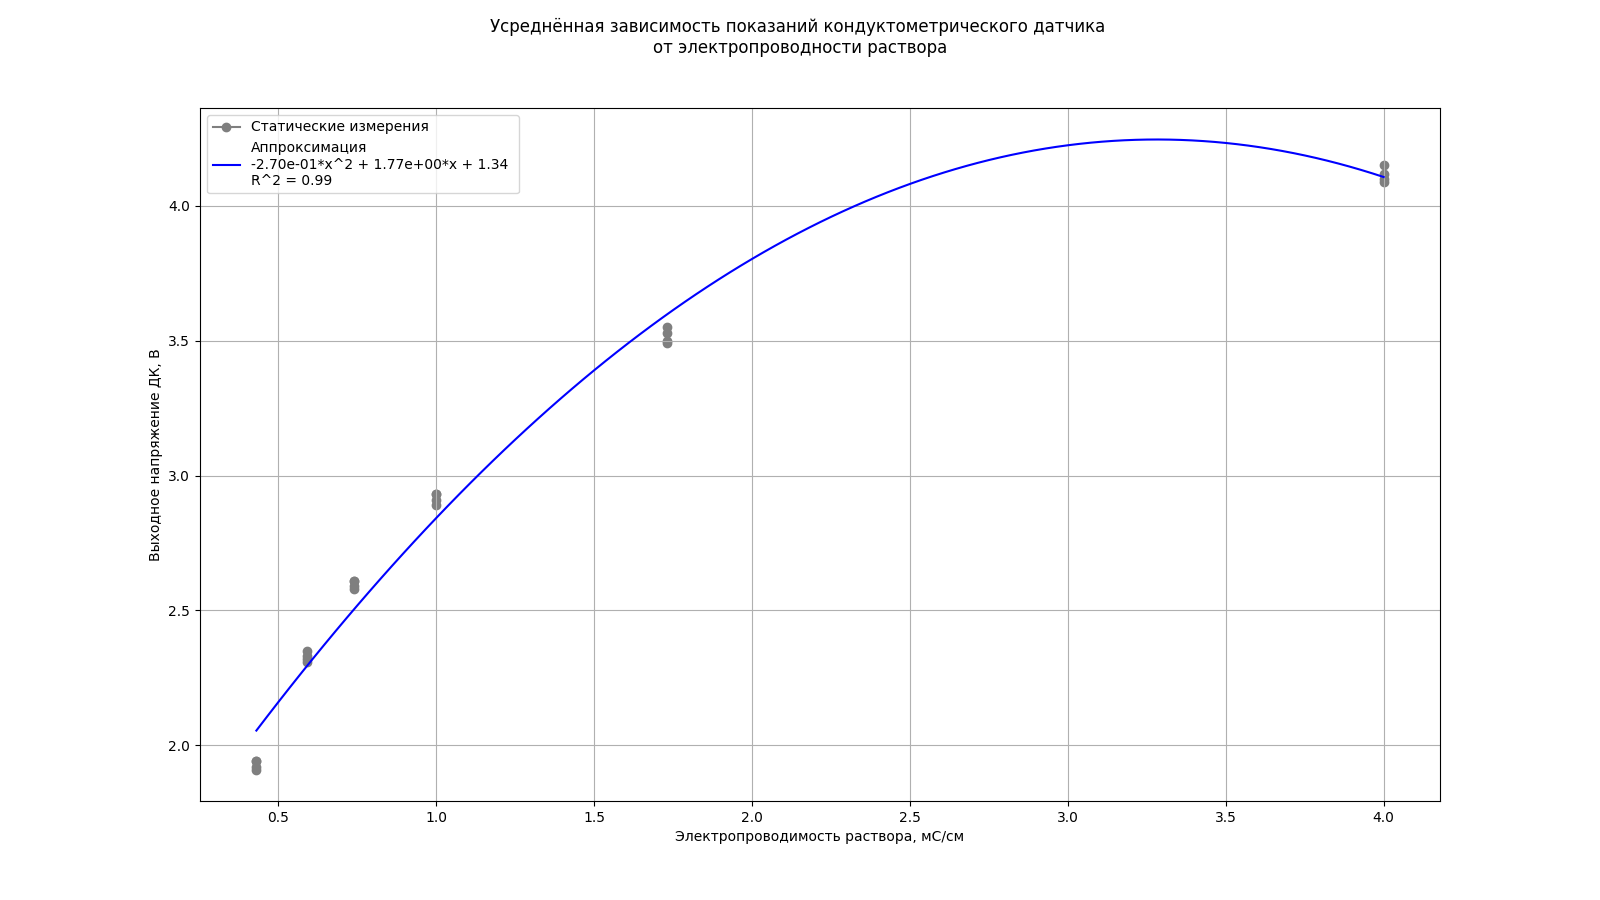 Усреднённая зависимость показаний кондуктометрического датчика
от электропроводности раствора
Статические измерения
Аппроксимация
-2.70e-01*x^2 + 1.77e+00*x + 1.34
R^2 = 0.99
4.0
3.5
3.0
2.5
2.0
Выходное напряжение ДК, В
0.5 1.0 1.5 2.0 2.5 3.0 3.5 4.0
Электропроводимость раствора, мС/см